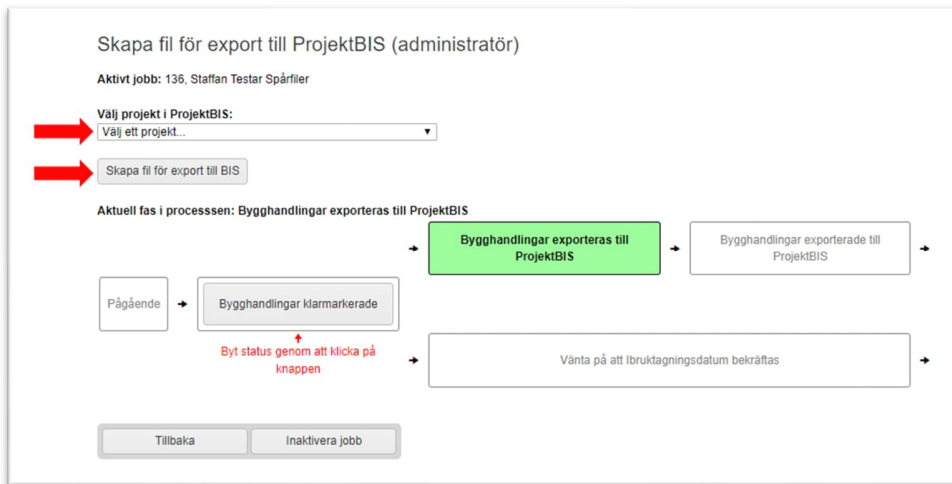 Skapa fil för export till ProjektBIS (administratör)
Aktivt jobb: 136, Staffan Testar Spårfiler
Välj projekt i ProjektBIS:
Välj ett projekt...
Skapa fil för export till BIS
Aktuell fas i processsen: Bygghandlingar exporteras till ProjektBIS
Bygghandlingar exporteras till
ProjektBIS
Bygghandlingar exporterade till
ProjektBIS
Pågående
Bygghandlingar klarmarkerade
Byt status genom att klicka på
knappen
Vänta på att Ibruktagningsdatum bekräftas
Tillbaka
Inaktivera jobb